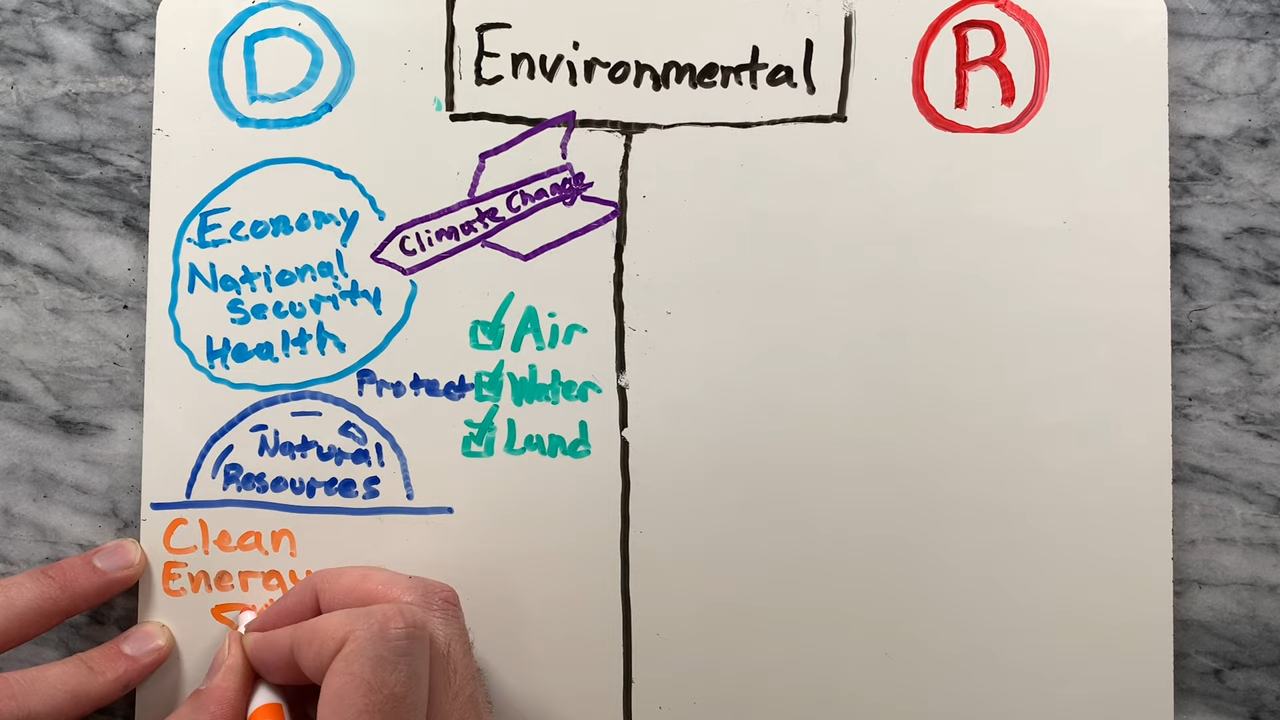 D
Environmental
R
Climate Change
Economy
National
Security
Health
Air
Protect Water
Land
Natural
Resources
Clean
Energy